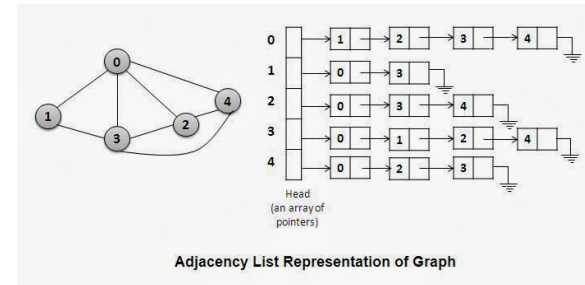 0
1
2
3
4
0 1 2 3 4
1 0 3
2 0 3 4
3 0 1 2 4
4 0 2 3
Head
(an array of
pointers)
Adjacency List Representation of Graph